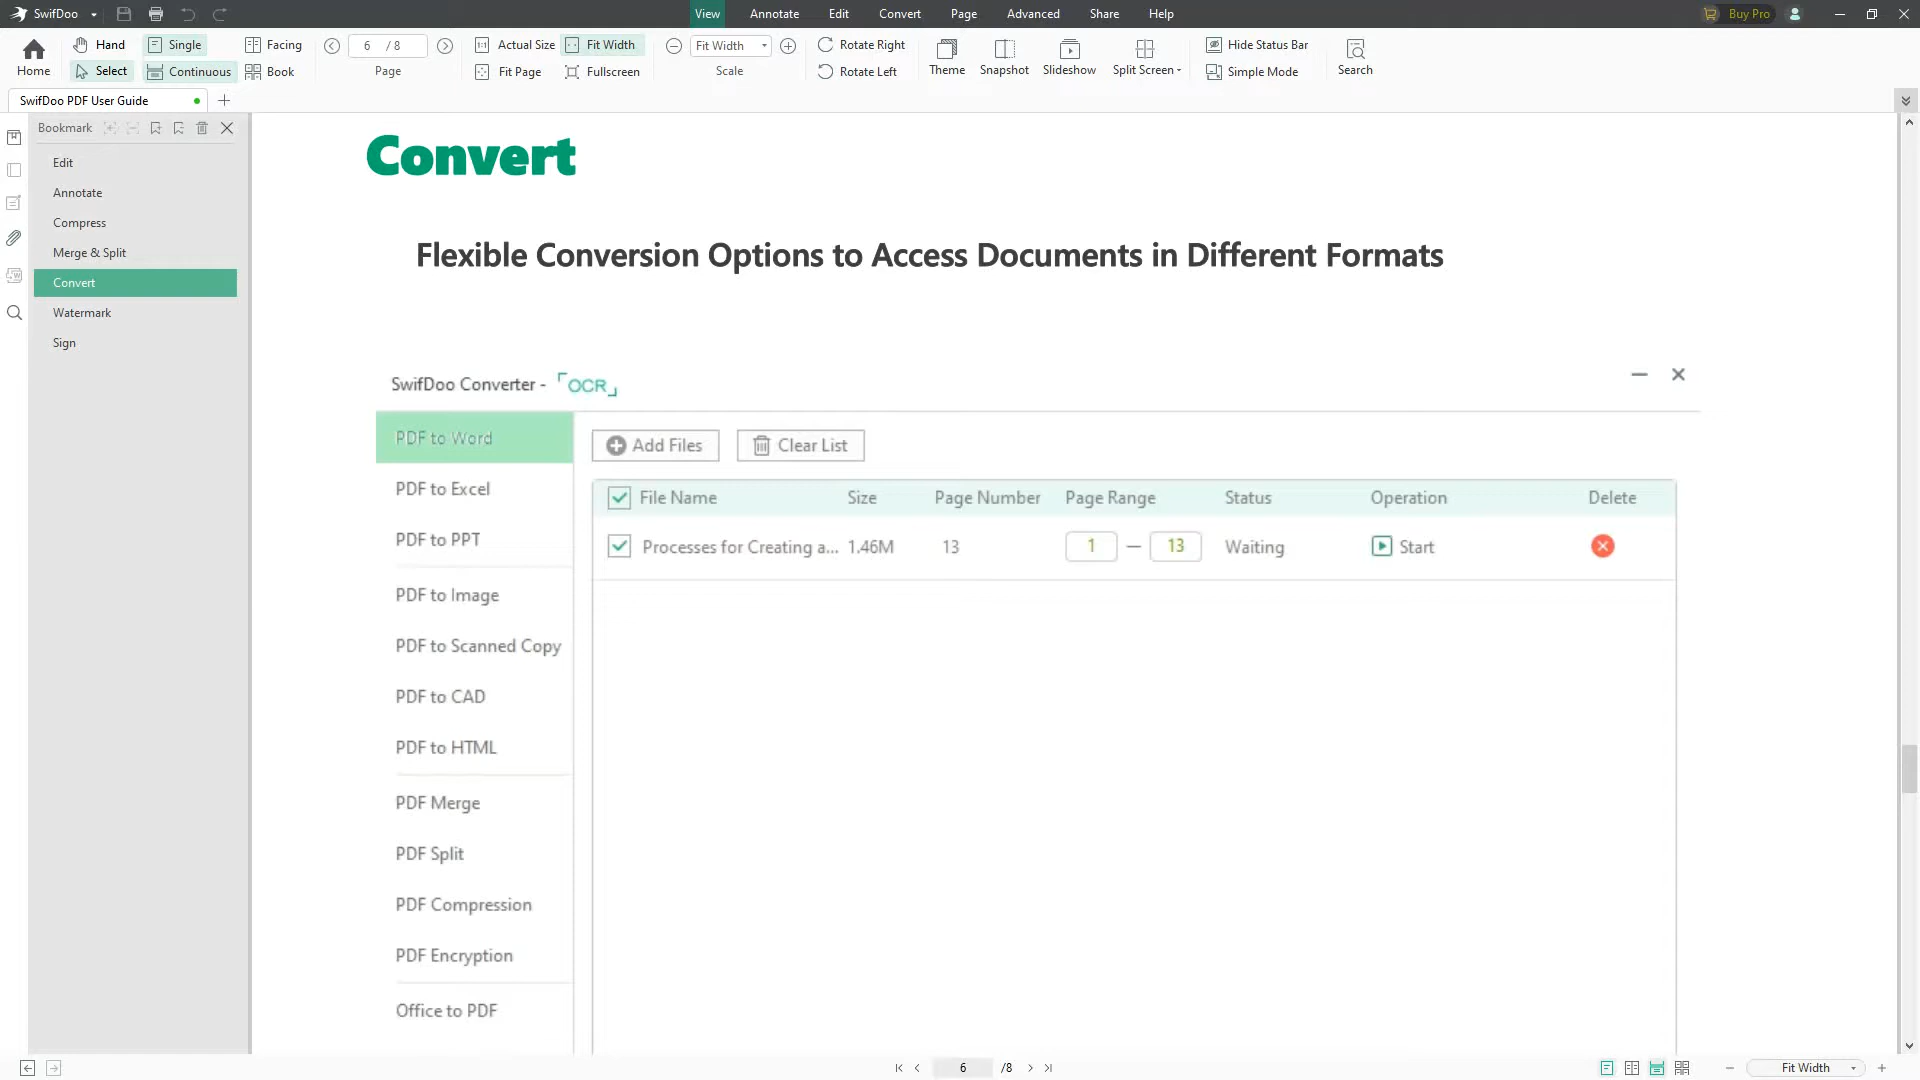 SwifDoo
View Annotate Edit Convert Page Advanced Share Help
Buy Pro
Home
Hand
Select
Single
Continuous
Facing
Book
6 / 8
Page
Actual Size
Fit Page
Fit Width
Fullscreen
Fit Width
Scale
Rotate Right
Rotate Left
Theme
Snapshot
Slideshow
Split Screen
Hide Status Bar
Simple Mode
Search
SwifDoo PDF User Guide
Bookmark
Edit
Annotate
Compress
Merge & Split
Convert
Watermark
Sign
Convert
Flexible Conversion Options to Access Documents in Different Formats
SwifDoo Converter - OCR
PDF to Word
PDF to Excel
PDF to PPT
PDF to Image
PDF to Scanned Copy
PDF to CAD
PDF to HTML
PDF Merge
PDF Split
PDF Compression
PDF Encryption
Office to PDF
Add Files Clear List
File Name Size Page Number Page Range Status Operation Delete
Processes for Creating a... 1.46M 13 1 — 13 Waiting Start
6 /8
Fit Width